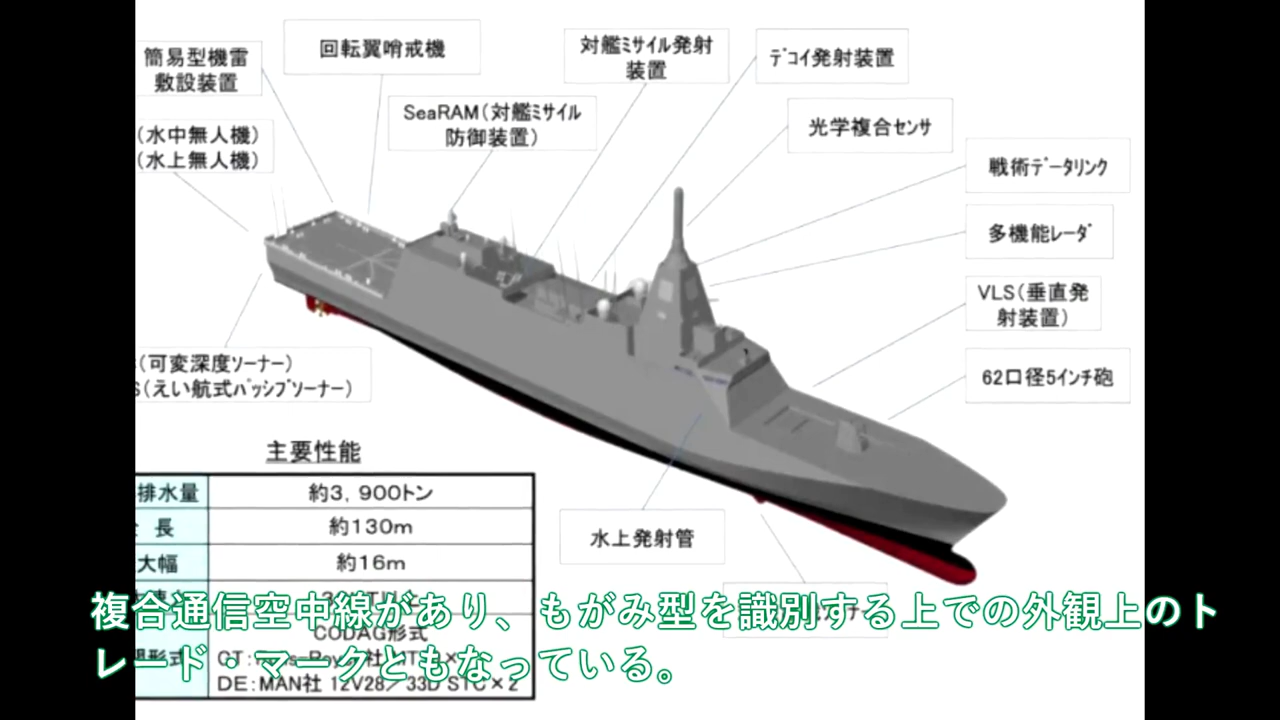 簡易型機雷
敷設装置
回転翼哨戒機
対艦ミサイル発射
装置
デコイ発射装置
(水中無人機)
(水上無人機)
SeaRAM(対艦ミサイル
防御装置)
光学複合センサ
戦術データリンク
多機能レーダ
VLS(垂直発
射装置)
62口径5インチ砲
(可変深度ソーナー)
S(えい航式パッシブソーナー)
水上発射管
主要性能
排水量 約3,900トン
長 約130m
大幅 約16m
CODAG形式
形式
DE:MAN社 12V28/33D STC×2
複合通信空中線があり、もがみ型を識別する上での外観上のト
レード・マークともなっている。